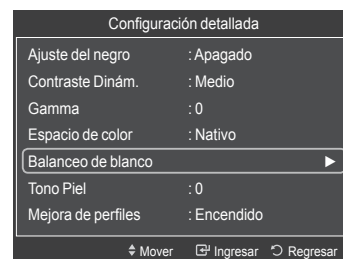 Configuración detallada
Ajuste del negro : Apagado
Contraste Dinám. : Medio
Gamma : 0
Espacio de color : Nativo
Balanceo de blanco
Tono Piel : 0
Mejora de perfiles : Encendido
Mover Ingresar Regresar